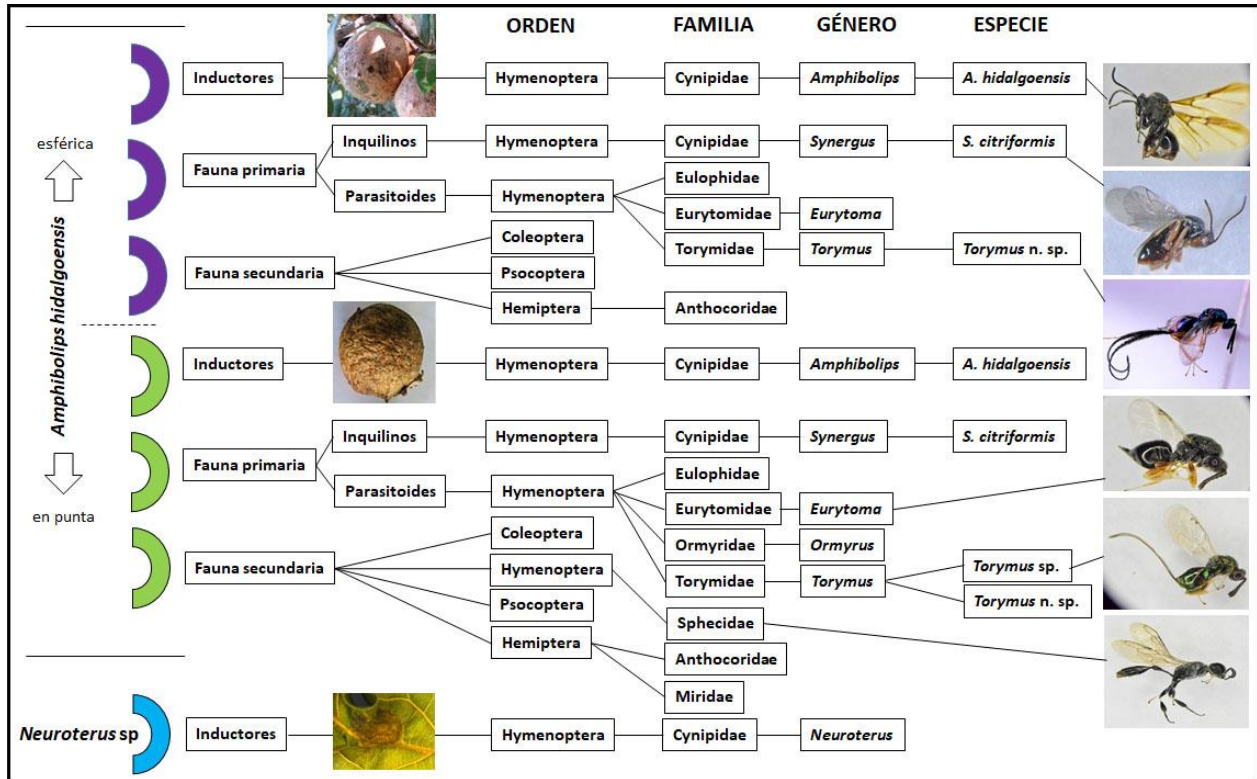 ORDEN FAMILIA GÉNERO ESPECIE
Inductores Hymenoptera Cynipidae Amphibolips A. hidalgoensis
esférica
Inquilinos Hymenoptera Cynipidae Synergus S. citriformis
Fauna primaria
Eulophidae
Parasitoides Hymenoptera
Eurytomidae Eurytoma
Coleoptera
Torymidae Torymus Torymus n. sp.
Fauna secundaria Psocoptera
Hemiptera Anthocoridae
Amphibolips hidalgoensis
Inductores Hymenoptera Cynipidae Amphibolips A. hidalgoensis
Inquilinos Hymenoptera Cynipidae Synergus S. citriformis
Fauna primaria
Eulophidae
Parasitoides Hymenoptera
Eurytomidae Eurytoma
en punta
Coleoptera
Ormyridae Ormyrus
Fauna secundaria Hymenoptera
Torymidae Torymus Torymus sp.
Torymus n. sp.
Psocoptera
Sphecidae
Hemiptera
Anthocoridae
Miridae
Neuroterus sp Inductores Hymenoptera Cynipidae Neuroterus